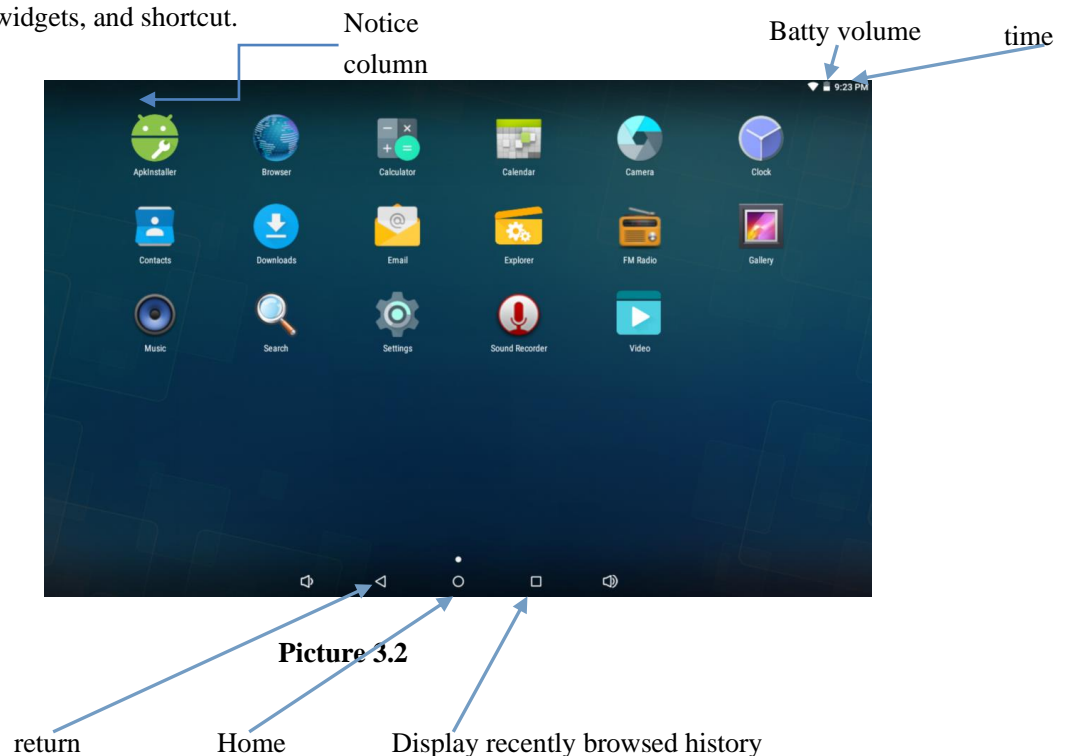 widgets, and shortcut.
Notice
column
Batty volume
time
9:23 PM
ApkInstaller
Browser
Calculator
Calendar
Camera
Clock
Contacts
Downloads
Email
Explorer
FM Radio
Gallery
Music
Search
Settings
Sound Recorder
Video
Picture 3.2
return
Home
Display recently browsed history